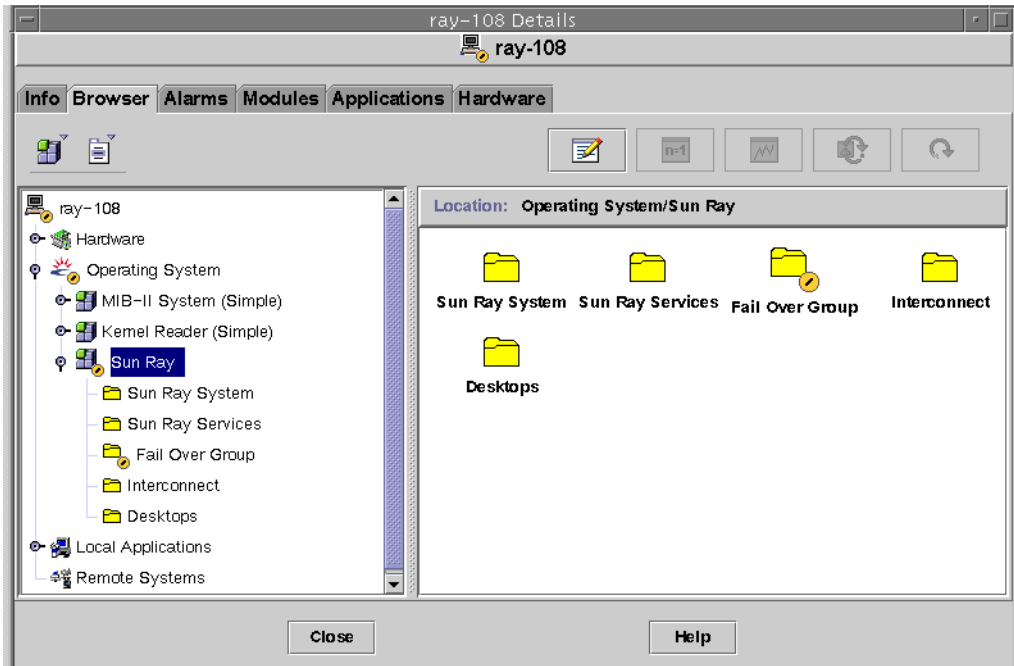 ray-108 Details
ray-108
Info Browser Alarms Modules Applications Hardware
n=1
ray-108
Hardware
Operating System
MIB-II System (Simple)
Kernel Reader (Simple)
Sun Ray
Sun Ray System
Sun Ray Services
Fail Over Group
Interconnect
Desktops
Local Applications
Remote Systems
Location: Operating System/Sun Ray
Sun Ray System Sun Ray Services Fail Over Group Interconnect
Desktops
Close Help